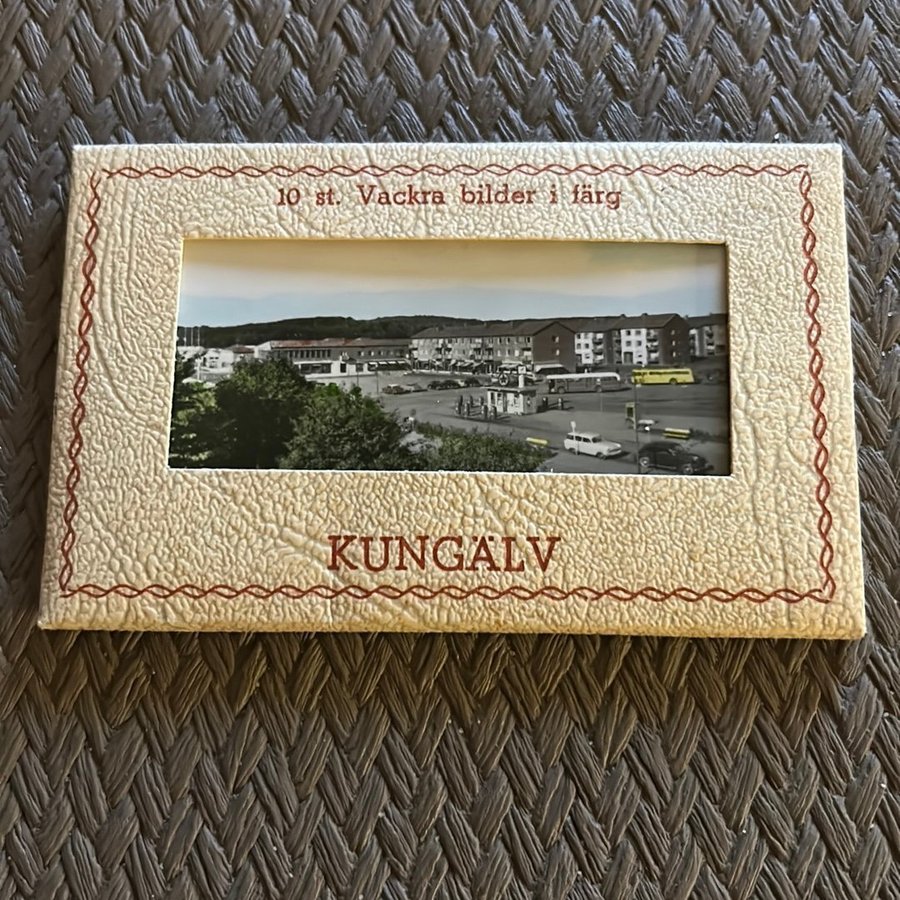 10 st. Vackra bilder i färg
KUNGÄLV